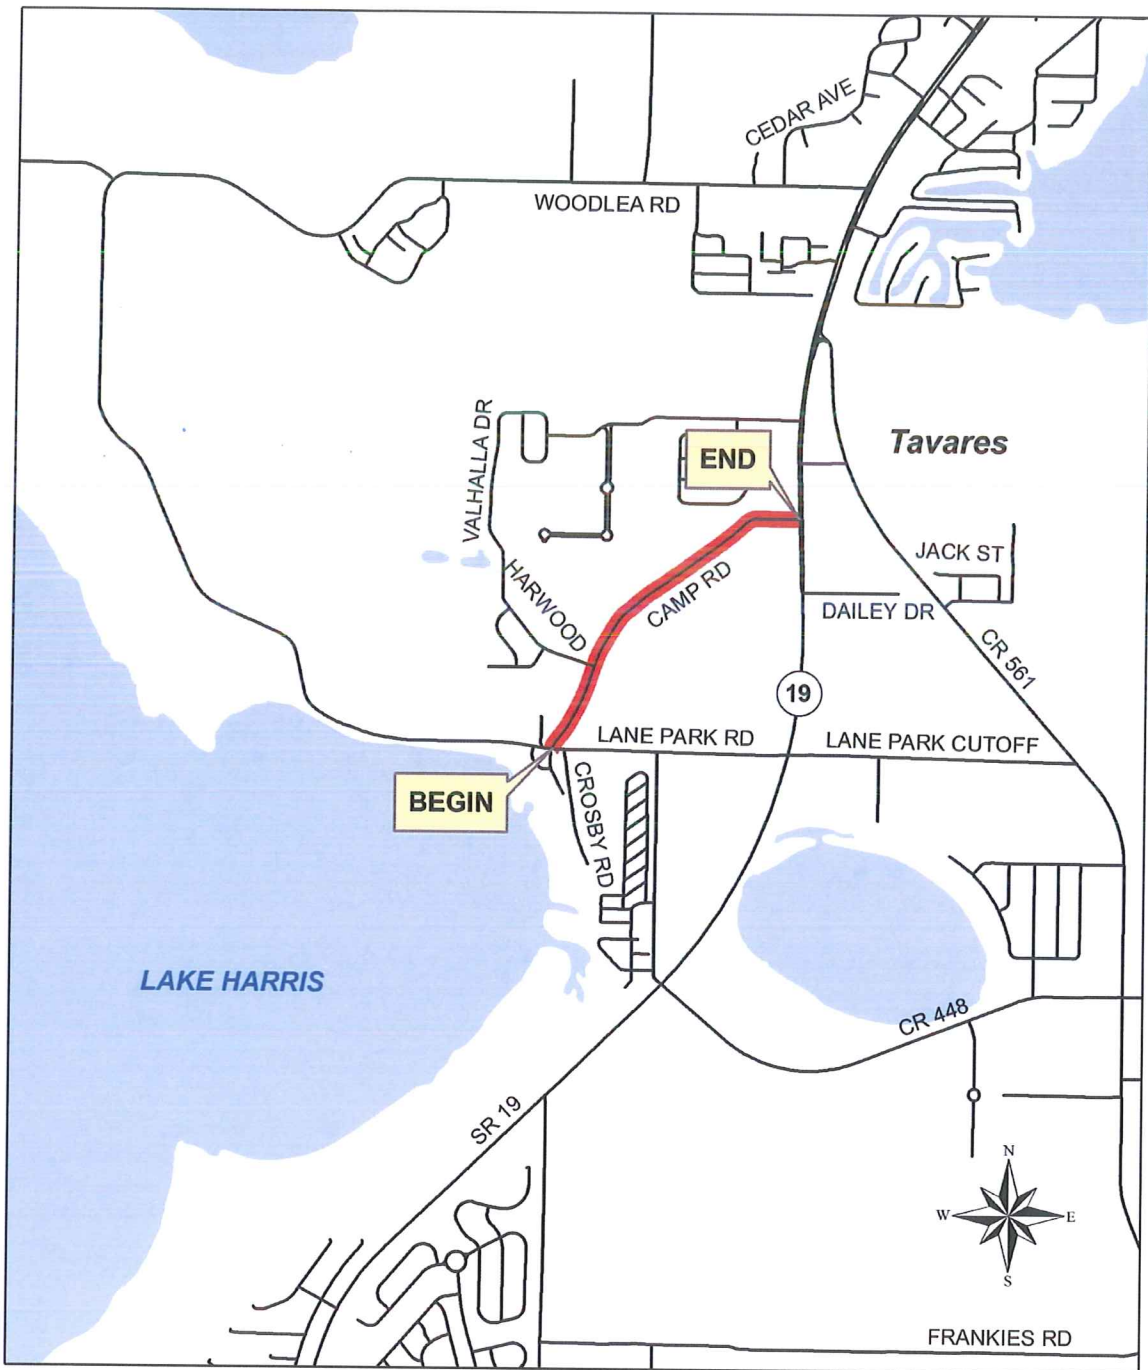 CEDAR AVE
WOODLEA RD
VALHALLA DR
END
Tavares
HARWOOD
CAMP RD
JACK ST
DAILEY DR
CR 561
19
LANE PARK RD
LANE PARK CUTOFF
BEGIN
CROSBY RD
LAKE HARRIS
CR 448
SR 19
N
W
E
S
FRANKIES RD